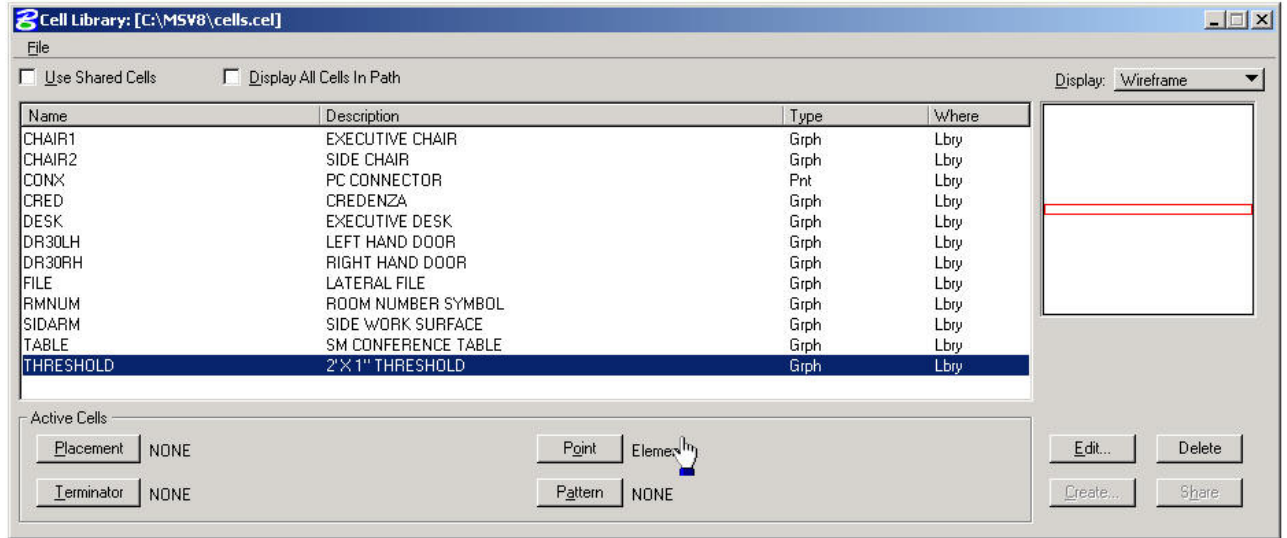 Cell Library: [C:\MSV8\cells.cel]
File
Use Shared Cells Display All Cells In Path Display: Wireframe
Name Description Type Where
CHAIR1 EXECUTIVE CHAIR Grph Lbry
CHAIR2 SIDE CHAIR Grph Lbry
CONX PC CONNECTOR Pnt Lbry
CRED CREDENZA Grph Lbry
DESK EXECUTIVE DESK Grph Lbry
DR30LH LEFT HAND DOOR Grph Lbry
DR30RH RIGHT HAND DOOR Grph Lbry
FILE LATERAL FILE Grph Lbry
RMNUM ROOM NUMBER SYMBOL Grph Lbry
SIDARM SIDE WORK SURFACE Grph Lbry
TABLE SM CONFERENCE TABLE Grph Lbry
THRESHOLD 2'X 1" THRESHOLD Grph Lbry
Active Cells
Placement NONE Point Edit... Delete
Terminator NONE Pattern NONE Create... Share